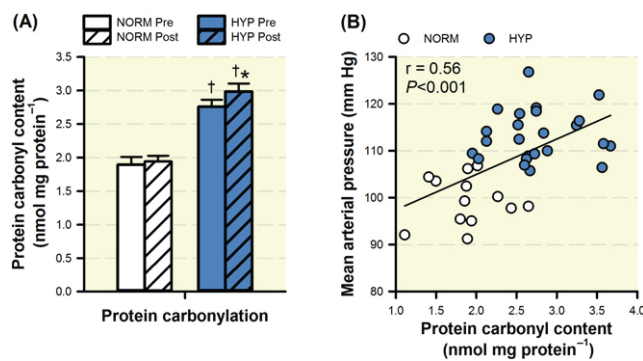 (A)
NORM Pre
HYP Pre
NORM Post
HYP Post
Protein carbonyl content
(nmol mg protein⁻¹)
3.5
3.0
2.5
2.0
1.5
1.0
0.5
0.0
†
†*
Protein carbonylation
(B)
NORM
HYP
Mean arterial pressure (mm Hg)
130
120
110
100
90
80
r = 0.56
P<0.001
1.0 1.5 2.0 2.5 3.0 3.5 4.0
Protein carbonyl content
(nmol mg protein⁻¹)